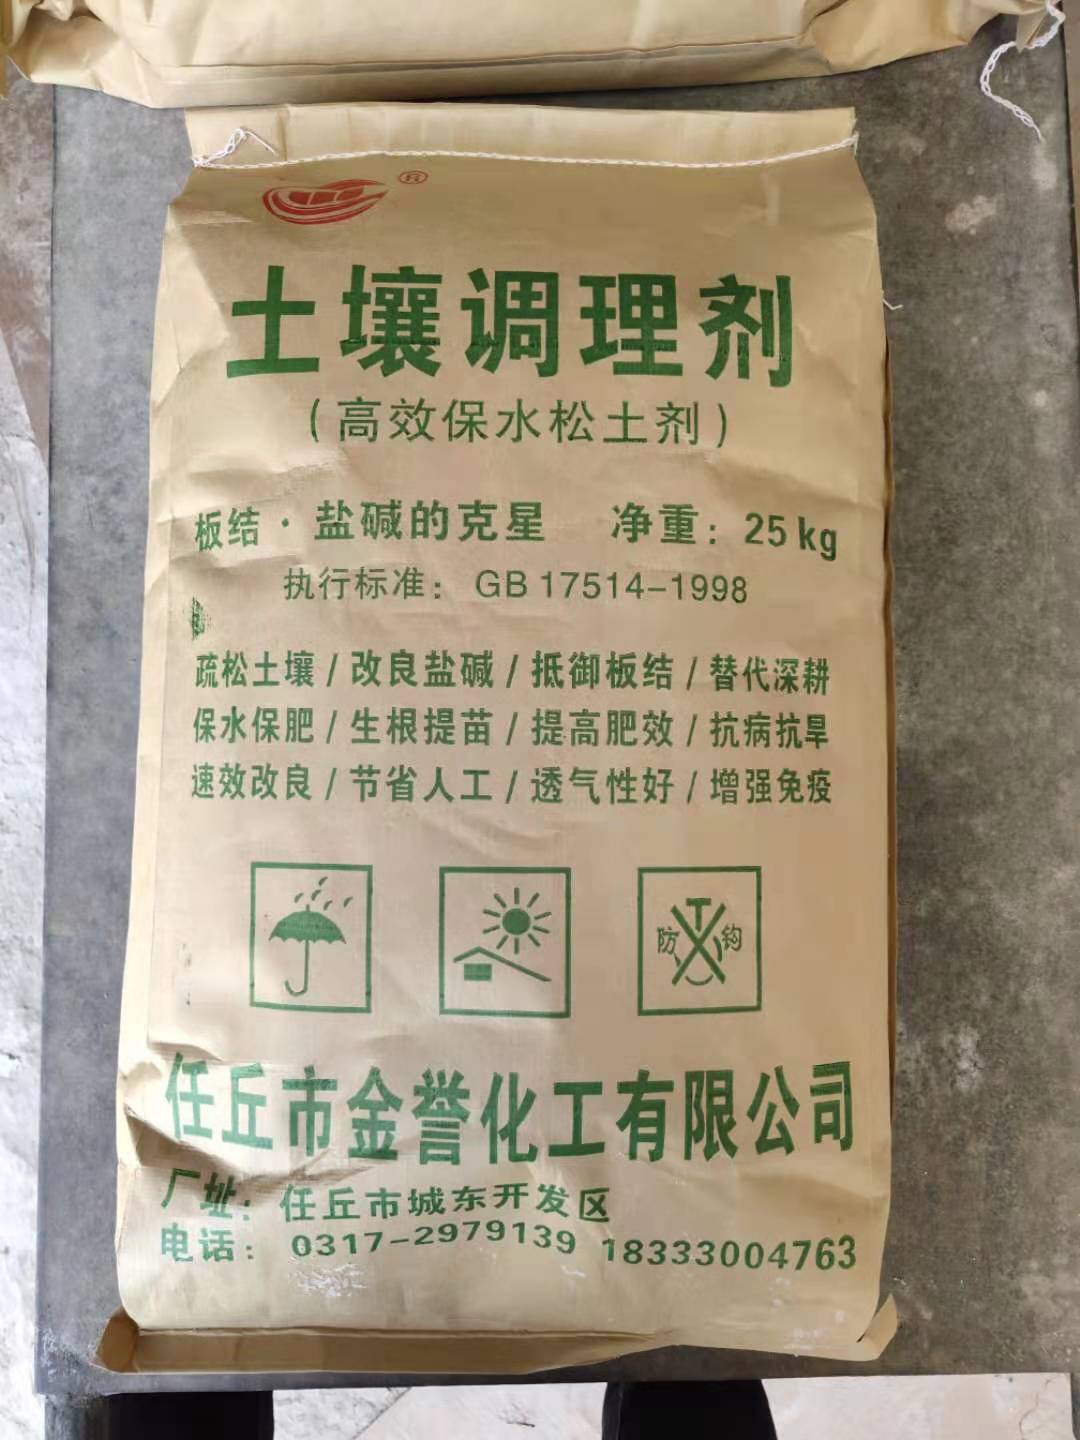 ®
土壤调理剂
(高效保水松土剂)
板结·盐碱的克星 净重：25kg
执行标准：GB 17514-1998
疏松土壤/改良盐碱/抵御板结/替代深耕
保水保肥/生根提苗/提高肥效/抗病抗旱
速效改良/节省人工/透气性好/增强免疫
防 钩
任丘市金誉化工有限公司
厂址：任丘市城东开发区
电话：0317-2979139 18333004763